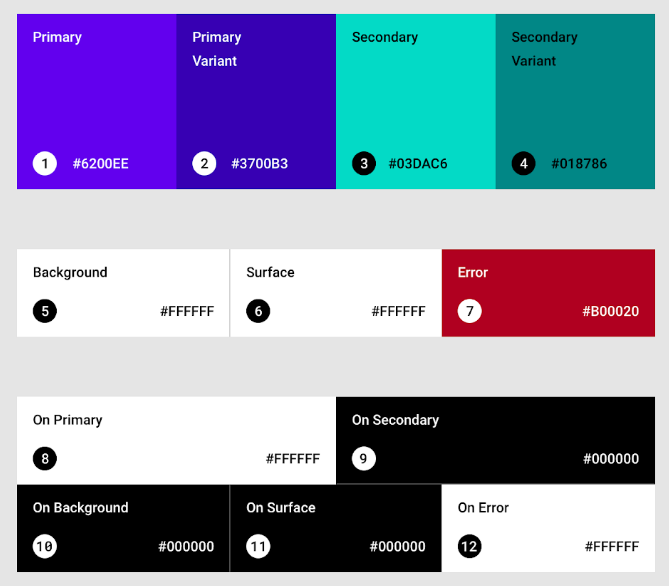 Primary
Primary
Variant
Secondary
Secondary
Variant
1 #6200EE
2 #3700B3
3 #03DAC6
4 #018786
Background
Surface
Error
5 #FFFFFF
6 #FFFFFF
7 #B00020
On Primary
On Secondary
8 #FFFFFF
9 #000000
On Background
On Surface
On Error
10 #000000
11 #000000
12 #FFFFFF